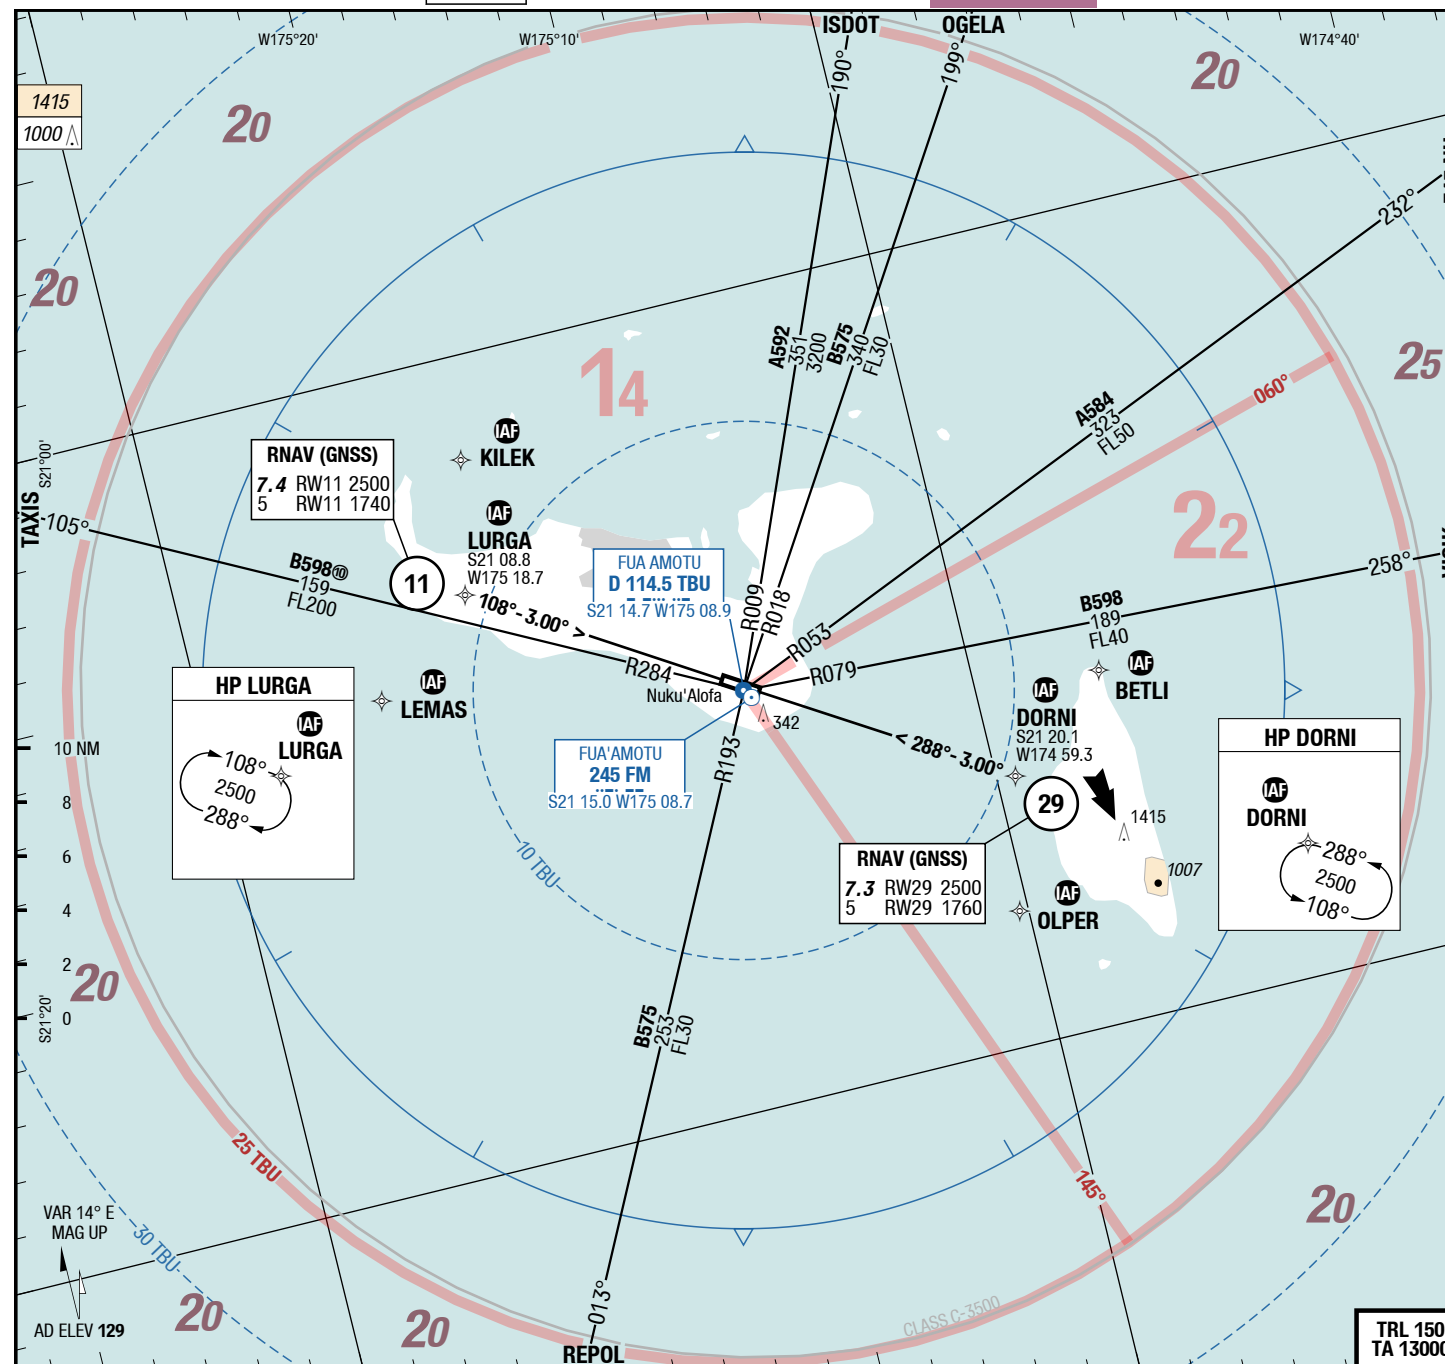 ISDOT
OGELA
W175°20'
W175°10'
W174°40'
190°
199°
20
20
1415
1000
232°
20
A592
351
3200
B575
340
FL30
25
14
060°
A584
323
FL50
IAF
KILEK
RNAV (GNSS)
7.4 RW11 2500
5 RW11 1740
S21°00'
TAXIS
105°
IAF
LURGA
S21 08.8
W175 18.7
22
B598⑩
159
FL200
11
108°-3.00° >
FUA AMOTU
D 114.5 TBU
S21 14.7 W175 08.9
R009
R018
R053
R079
258°
B598
189
FL40
R284
Nuku'Alofa
342
IAF
BETLI
IAF
DORNI
S21 20.1
W174 59.3
IAF
LEMAS
HP LURGA
IAF
LURGA
108°
2500
288°
10 NM
8
6
4
2
0
FUA'AMOTU
245 FM
S21 15.0 W175 08.7
R193
< 288°-3.00°
29
1415
1007
HP DORNI
IAF
DORNI
288°
2500
108°
RNAV (GNSS)
7.3 RW29 2500
5 RW29 1760
IAF
OLPER
10 TBU
20
S21°20'
B575
253
FL30
25 TBU
145°
20
VAR 14° E
MAG UP
30 TBU
AD ELEV 129
20
20
013°
REPOL
CLASS C-3500
TRL 150
TA 13000